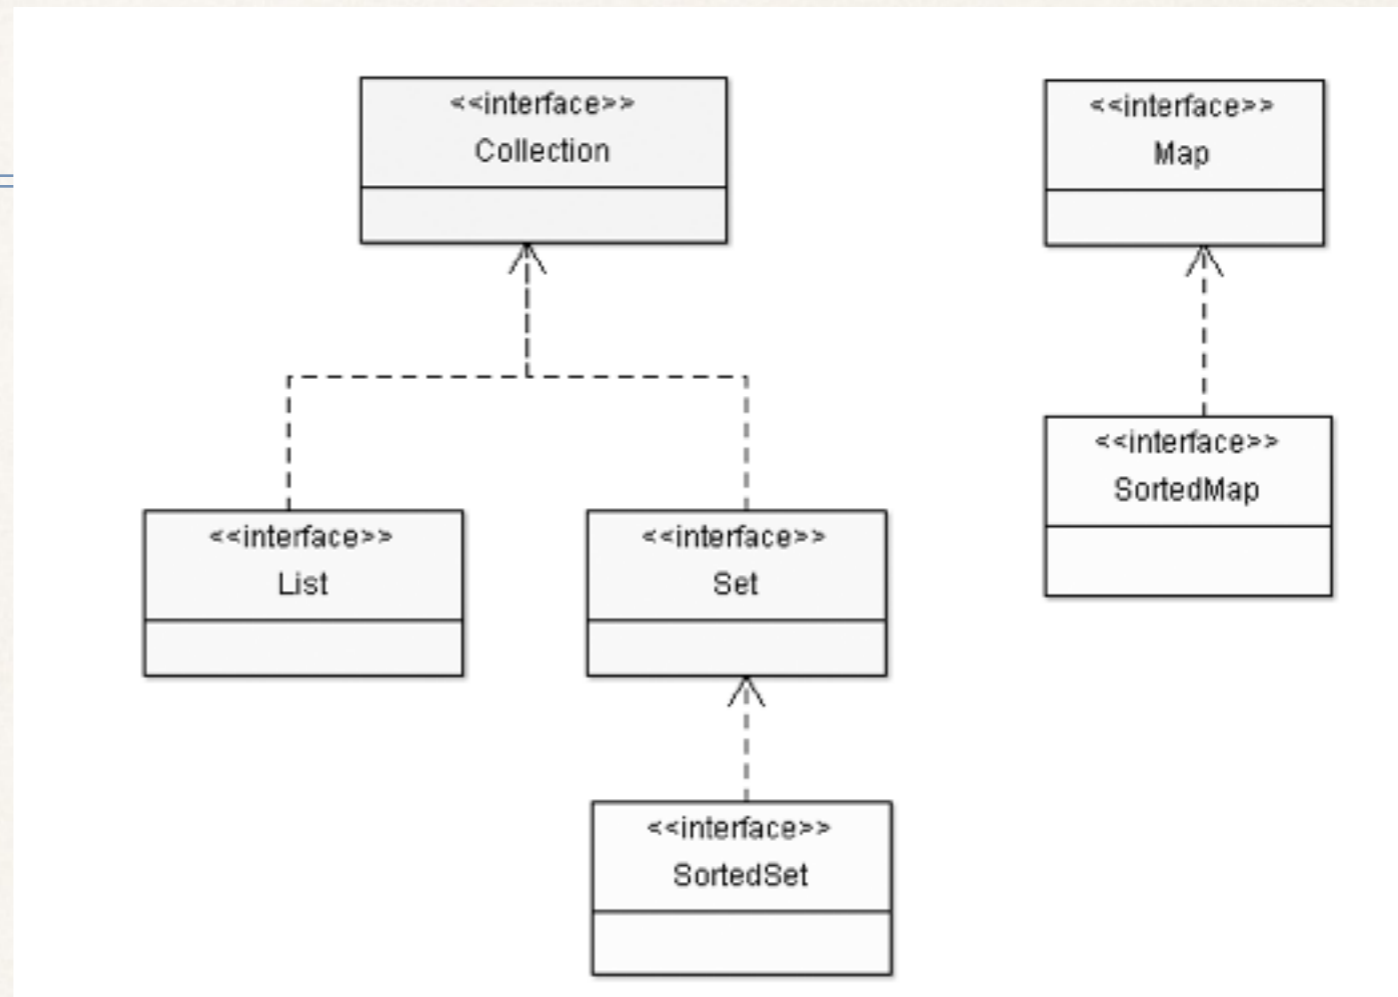 <<interface>>
Collection
<<interface>>
Map
<<interface>>
SortedMap
<<interface>>
List
<<interface>>
Set
<<interface>>
SortedSet